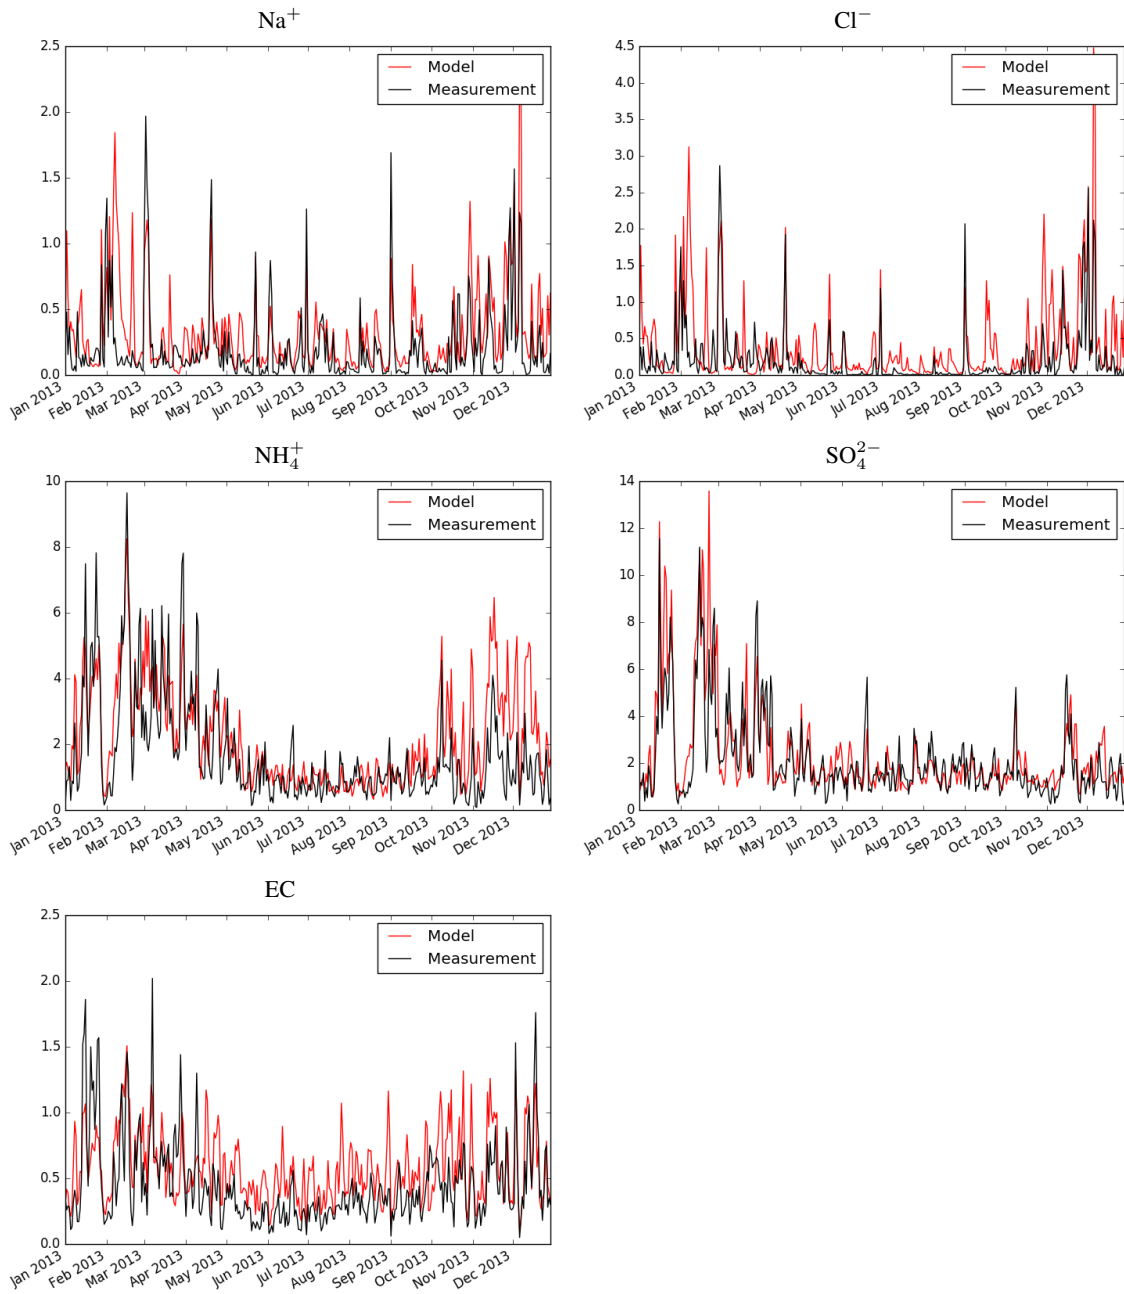 Na+
2.5
2.0
1.5
1.0
0.5
0.0
Model
Measurement
Jan 2013
Feb 2013
Mar 2013
Apr 2013
May 2013
Jun 2013
Jul 2013
Aug 2013
Sep 2013
Oct 2013
Nov 2013
Dec 2013
Cl−
4.5
4.0
3.5
3.0
2.5
2.0
1.5
1.0
0.5
0.0
Model
Measurement
Jan 2013
Feb 2013
Mar 2013
Apr 2013
May 2013
Jun 2013
Jul 2013
Aug 2013
Sep 2013
Oct 2013
Nov 2013
Dec 2013
NH4+
10
8
6
4
2
0
Model
Measurement
Jan 2013
Feb 2013
Mar 2013
Apr 2013
May 2013
Jun 2013
Jul 2013
Aug 2013
Sep 2013
Oct 2013
Nov 2013
Dec 2013
SO42−
14
12
10
8
6
4
2
0
Model
Measurement
Jan 2013
Feb 2013
Mar 2013
Apr 2013
May 2013
Jun 2013
Jul 2013
Aug 2013
Sep 2013
Oct 2013
Nov 2013
Dec 2013
EC
2.5
2.0
1.5
1.0
0.5
0.0
Model
Measurement
Jan 2013
Feb 2013
Mar 2013
Apr 2013
May 2013
Jun 2013
Jul 2013
Aug 2013
Sep 2013
Oct 2013
Nov 2013
Dec 2013